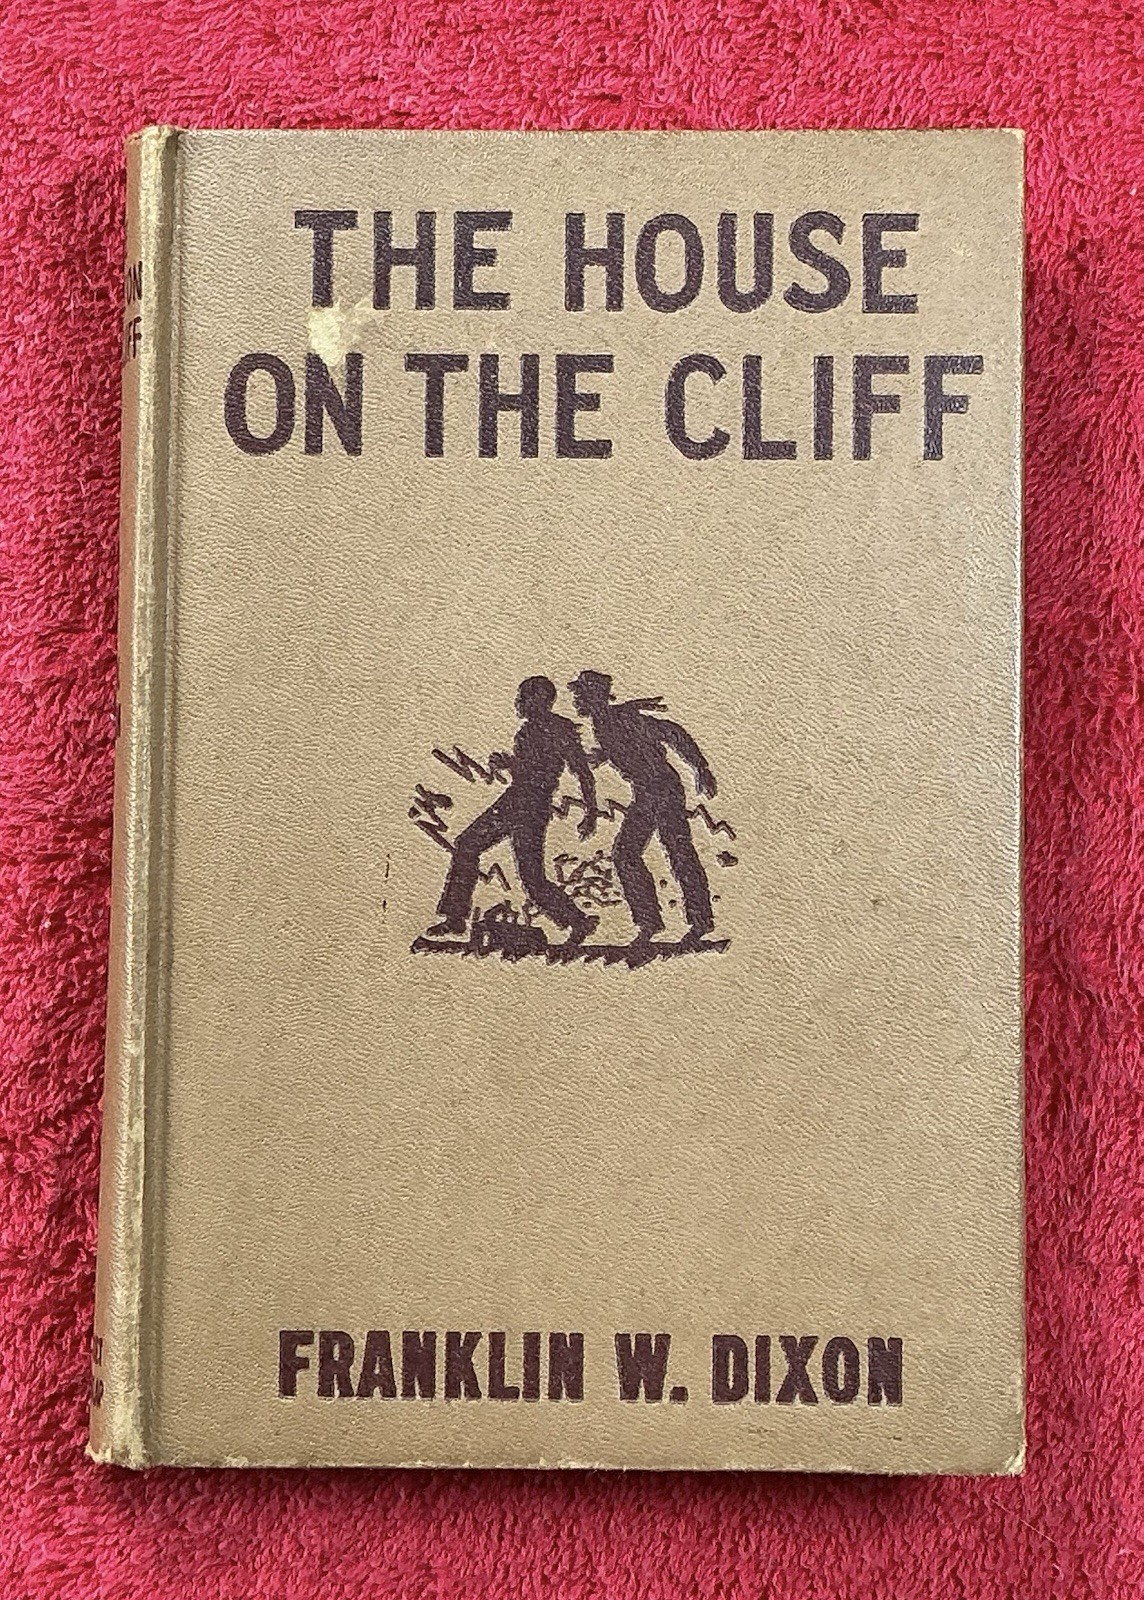 THE HOUSE
ON THE CLIFF
FRANKLIN W. DIXON